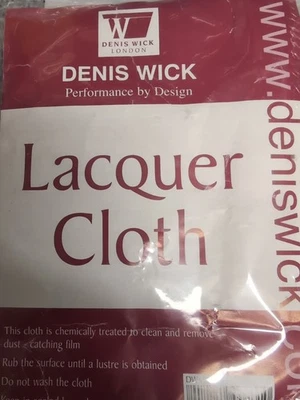 DENIS WICK
LONDON
DENIS WICK
Performance by Design
www.deniswick
Lacquer
Cloth
This cloth is chemically treated to clean and remove
dust - catching film
Rub the surface until a lustre is obtained
Do not wash the cloth